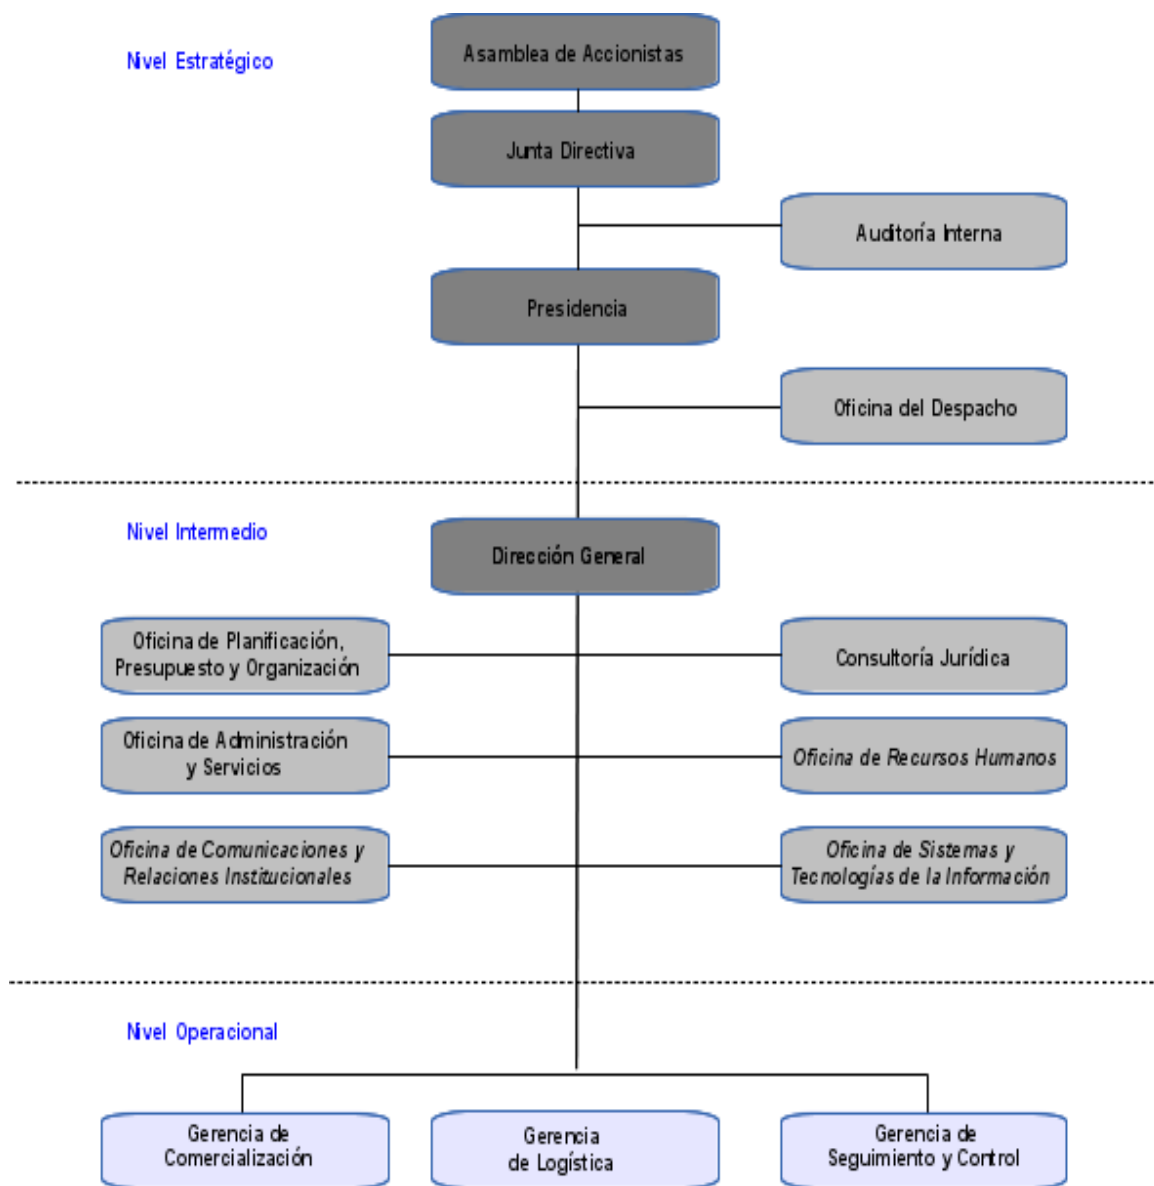 Nivel Estratégico
Asamblea de Accionistas
Junta Directiva
Auditoría Interna
Presidencia
Oficina del Despacho
Nivel Intermedio
Dirección General
Oficina de Planificación,
Presupuesto y Organización
Consultoría Jurídica
Oficina de Administración
y Servicios
Oficina de Recursos Humanos
Oficina de Comunicaciones y
Relaciones Institucionales
Oficina de Sistemas y
Tecnologías de la Información
Nivel Operacional
Gerencia de
Comercialización
Gerencia
de Logística
Gerencia de
Seguimiento y Control